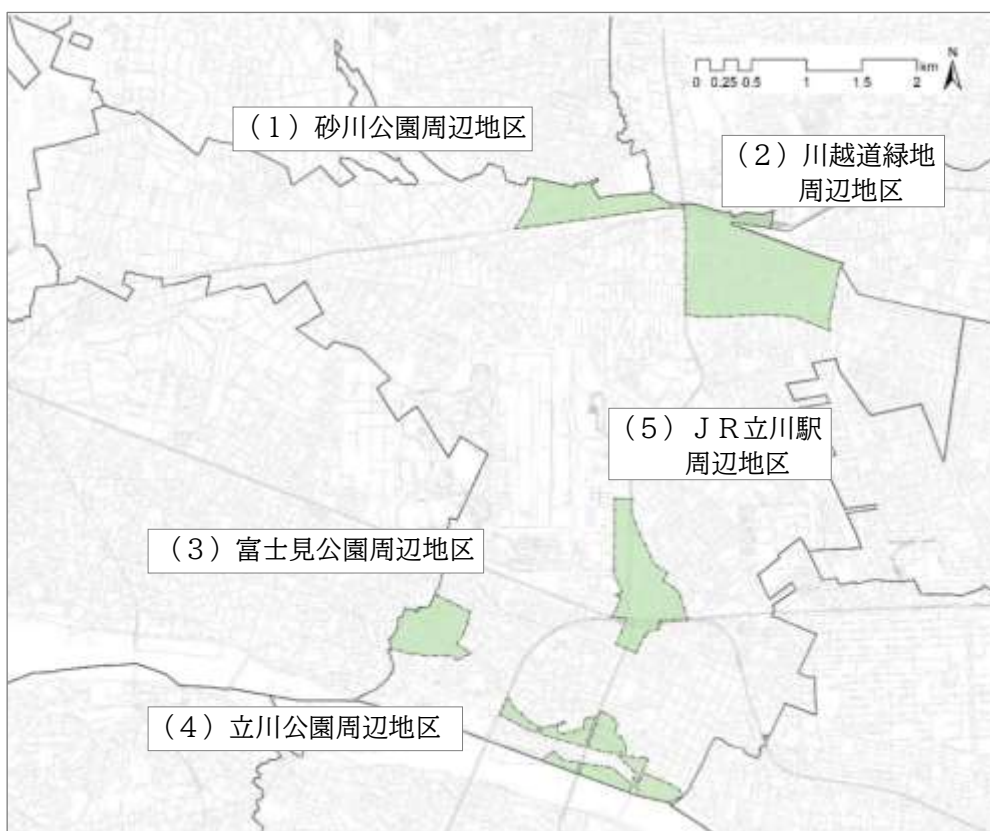 N
km
0 0.25 0.5 1 1.5 2
（１）砂川公園周辺地区
（２）川越道緑地
周辺地区
（５）ＪＲ立川駅
周辺地区
（３）富士見公園周辺地区
（４）立川公園周辺地区